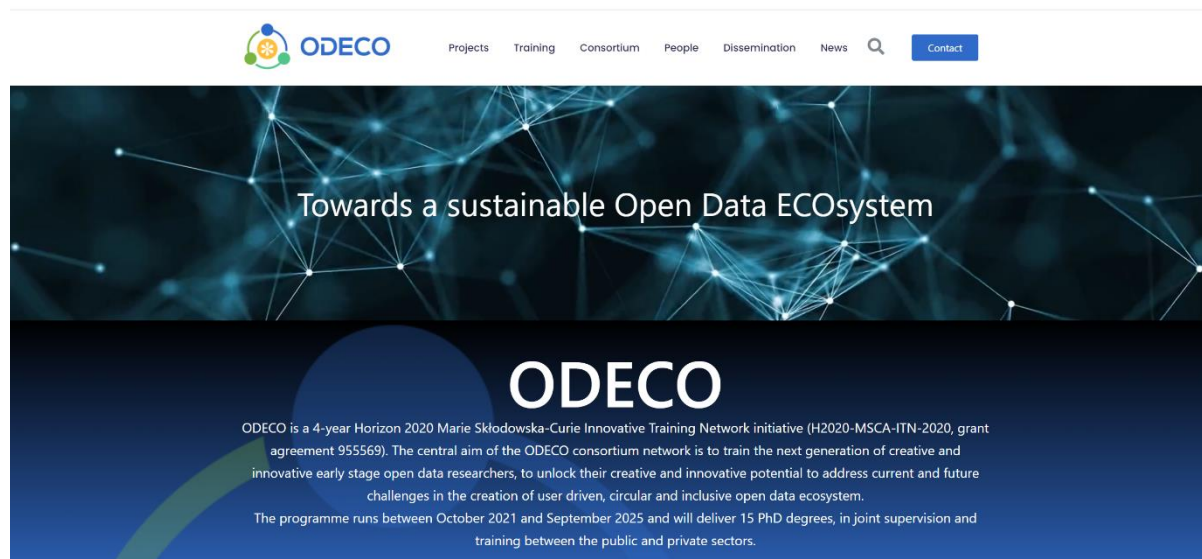 ODECO
Projects Training Consortium People Dissemination News Contact
Towards a sustainable Open Data ECOsystem
ODECO
ODECO is a 4-year Horizon 2020 Marie Skłodowska-Curie Innovative Training Network initiative (H2020-MSCA-ITN-2020, grant
agreement 955569). The central aim of the ODECO consortium network is to train the next generation of creative and
innovative early stage open data researchers, to unlock their creative and innovative potential to address current and future
challenges in the creation of user driven, circular and inclusive open data ecosystem.
The programme runs between October 2021 and September 2025 and will deliver 15 PhD degrees, in joint supervision and
training between the public and private sectors.